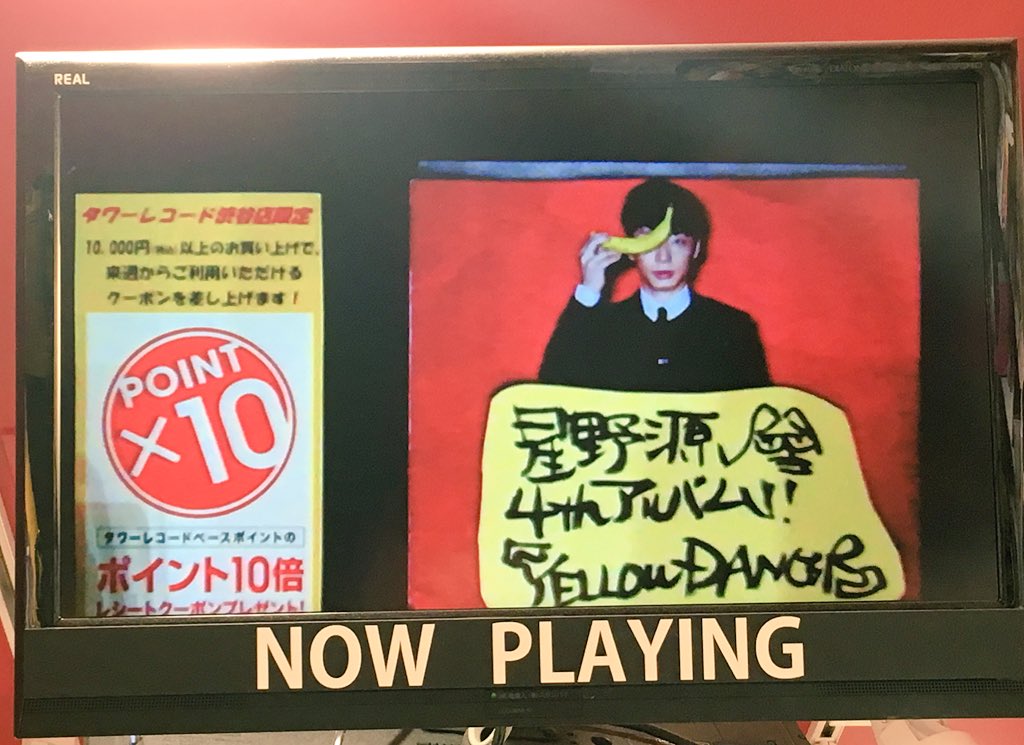 REAL
タワーレコード渋谷店限定
10,000円(税込)以上のお買い上げで、
来週からご利用いただける
クーポンを差し上げます！
POINT
×10
タワーレコードベースポイントの
ポイント10倍
レシートクーポンプレゼント!
星野源
4thアルバム!!
『YELLOW DANCER』
NOW PLAYING